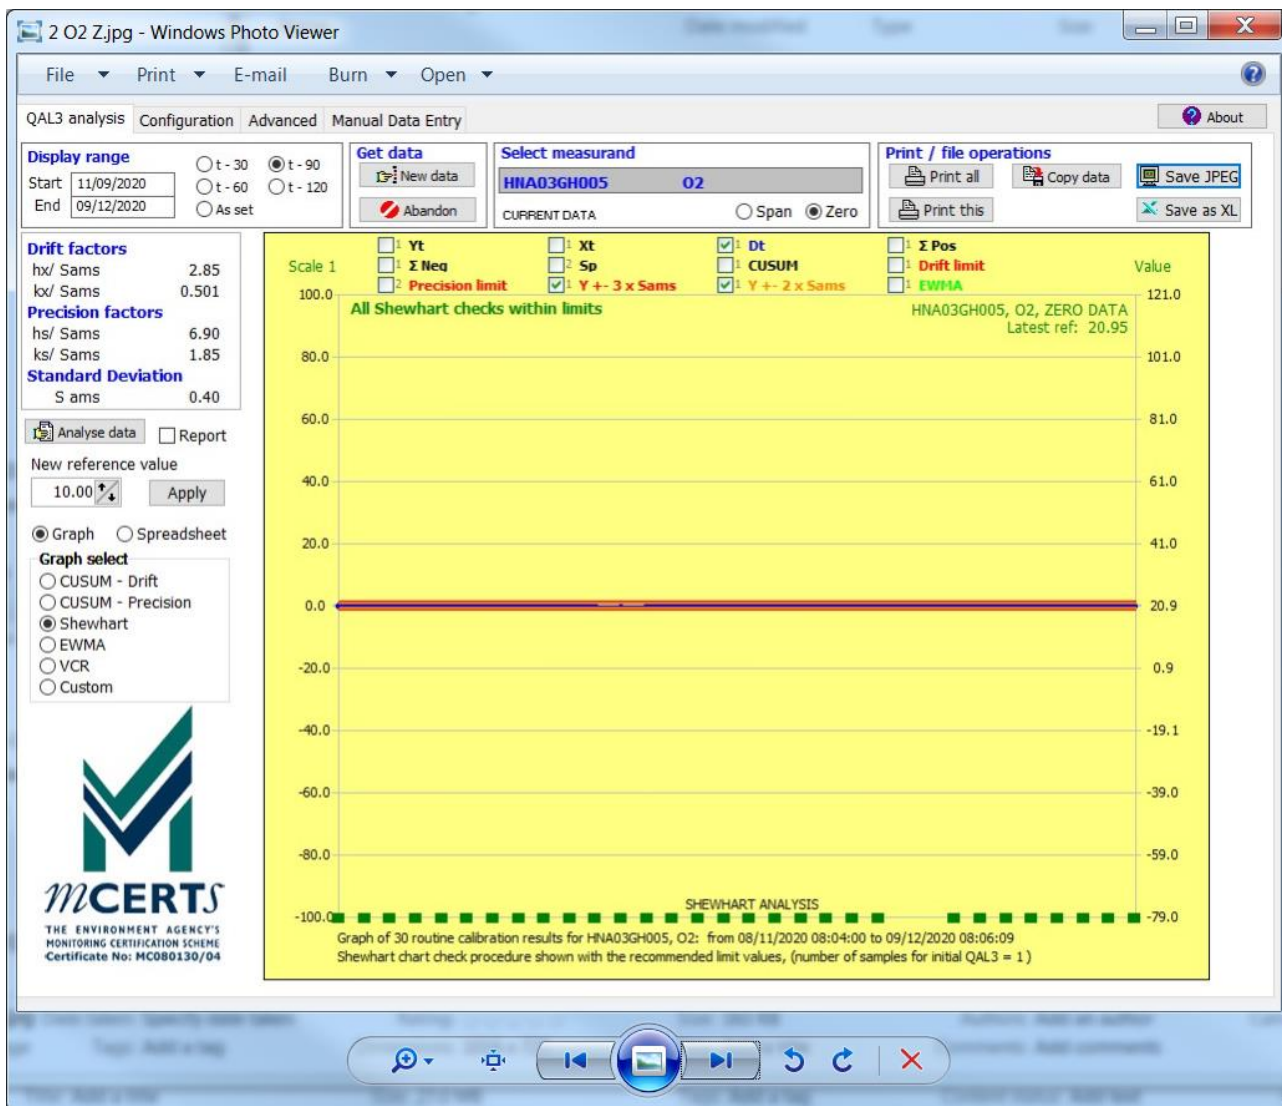 2 O2 Z.jpg - Windows Photo Viewer
File Print E-mail Burn Open
QAL3 analysis Configuration Advanced Manual Data Entry About
Display range
t - 30 t - 90
Start 11/09/2020 t - 60 t - 120
End 09/12/2020 As set
Get data
New data
Abandon
Select measurand
HNA03GH005 O2
CURRENT DATA Span Zero
Print / file operations
Print all Copy data Save JPEG
Print this Save as XL
Drift factors
hx/ Sams 2.85
kx/ Sams 0.501
Precision factors
hs/ Sams 6.90
ks/ Sams 1.85
Standard Deviation
S ams 0.40
Analyse data Report
New reference value
10.00 Apply
Graph Spreadsheet
Graph select
CUSUM - Drift
CUSUM - Precision
Shewhart
EWMA
VCR
Custom
mCERTS
THE ENVIRONMENT AGENCY'S
MONITORING CERTIFICATION SCHEME
Certificate No: MC080130/04
1 Yt 1 Xt 1 Dt 1 Σ Pos
Scale 1 1 Σ Neg 2 Sp 1 CUSUM 1 Drift limit Value
2 Precision limit 1 Y +- 3 x Sams 1 Y +- 2 x Sams 1 EWMA
100.0 121.0
All Shewhart checks within limits HNA03GH005, O2, ZERO DATA
Latest ref: 20.95
80.0 101.0
60.0 81.0
40.0 61.0
20.0 41.0
0.0 20.9
-20.0 0.9
-40.0 -19.1
-60.0 -39.0
-80.0 -59.0
SHEWHART ANALYSIS
-100.0 -79.0
Graph of 30 routine calibration results for HNA03GH005, O2: from 08/11/2020 08:04:00 to 09/12/2020 08:06:09
Shewhart chart check procedure shown with the recommended limit values, (number of samples for initial QAL3 = 1 )